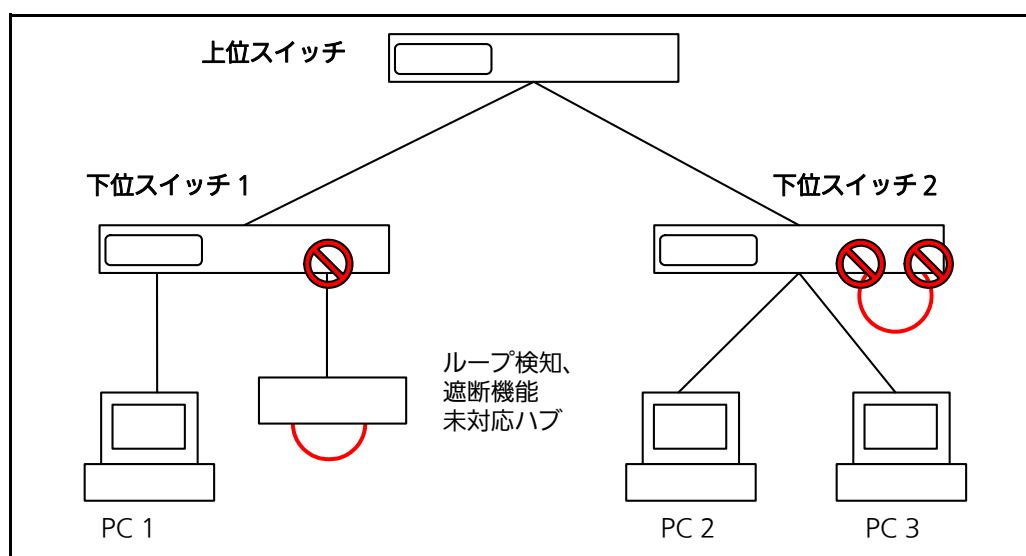 上位スイッチ
下位スイッチ 1
下位スイッチ 2
ループ検知、
遮断機能
未対応ハブ
PC 1
PC 2
PC 3